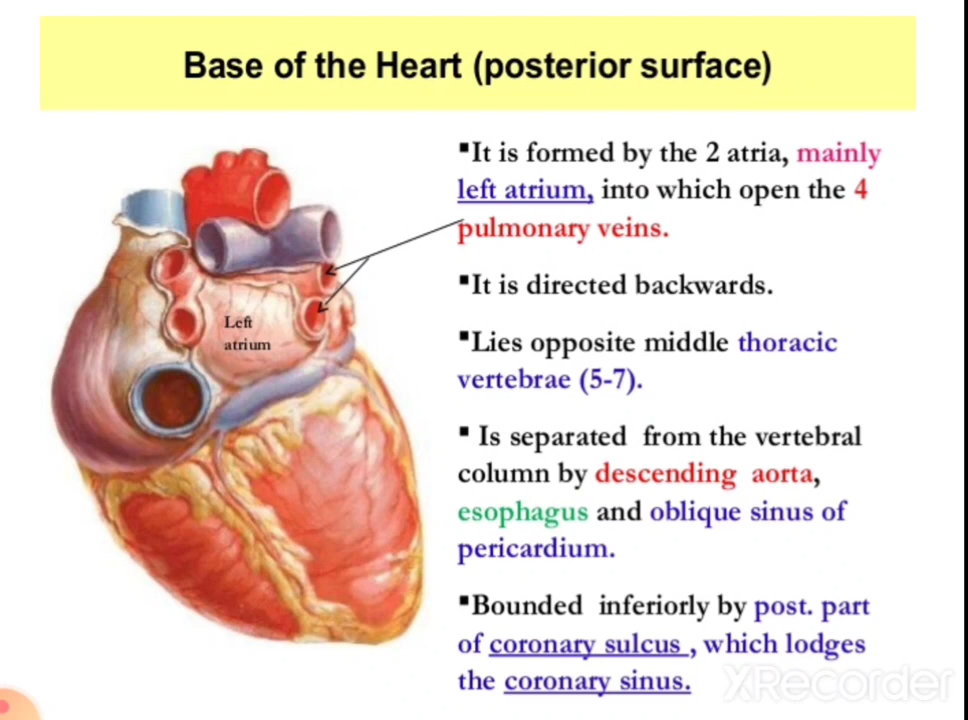 Base of the Heart (posterior surface)
▪It is formed by the 2 atria, mainly
left atrium, into which open the 4
pulmonary veins.
▪It is directed backwards.
▪Lies opposite middle thoracic
vertebrae (5-7).
▪ Is separated from the vertebral
column by descending aorta,
esophagus and oblique sinus of
pericardium.
▪Bounded inferiorly by post. part
of coronary sulcus , which lodges
the coronary sinus.
Left
atrium
XRecorder